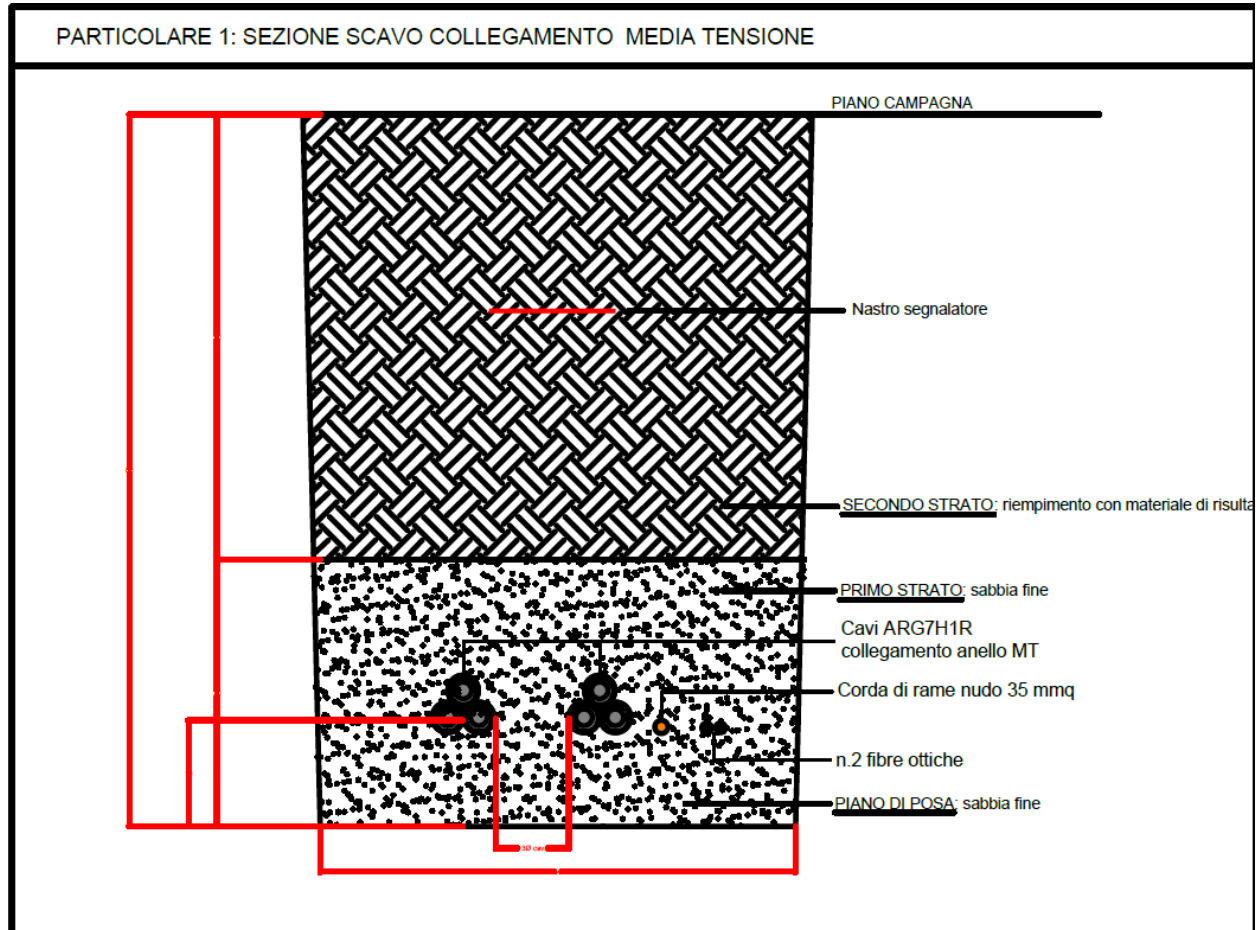 PARTICOLARE 1: SEZIONE SCAVO COLLEGAMENTO MEDIA TENSIONE
PIANO CAMPAGNA
Nastro segnalatore
SECONDO STRATO: riempimento con materiale di risulta
PRIMO STRATO: sabbia fine
Cavi ARG7H1R
collegamento anello MT
Corda di rame nudo 35 mmq
n.2 fibre ottiche
PIANO DI POSA: sabbia fine